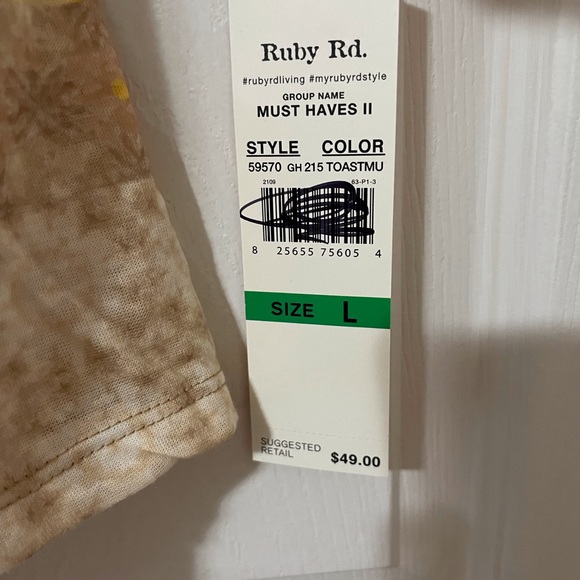 Ruby Rd.
#rubyrdliving #myrubyrdstyle
GROUP NAME
MUST HAVES II
STYLE COLOR
59570 GH 215 TOASTMU
2109 63-P1-3
8 25655 75605 4
SIZE L
SUGGESTED
RETAIL $49.00